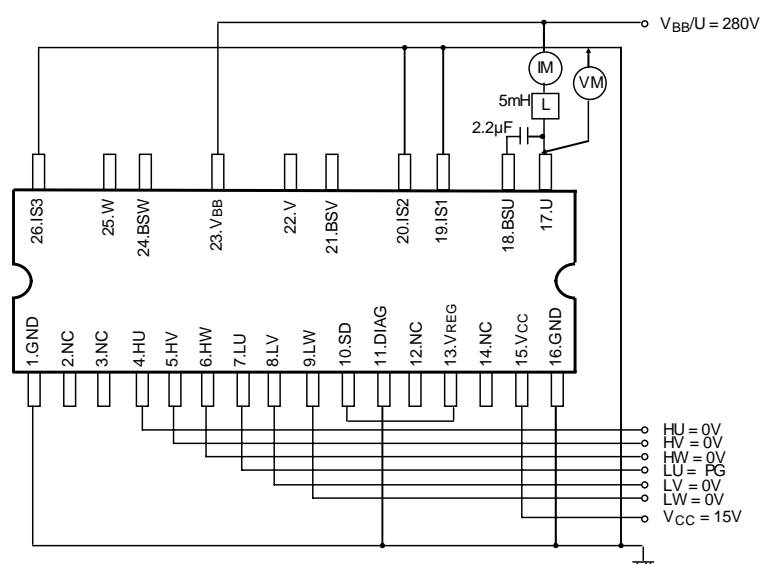 VBB/U = 280V
IM
VM
5mH
L
2.2μF
26.IS3
25.W
24.BSW
23.VBB
22.V
21.BSV
20.IS2
19.IS1
18.BSU
17.U
1.GND
2.NC
3.NC
4.HU
5.HV
6.HW
7.LU
8.LV
9.LW
10.SD
11.DIAG
12.NC
13.VREG
14.NC
15.VCC
16.GND
HU = 0V
HV = 0V
HW = 0V
LU = PG
LV = 0V
LW = 0V
VCC = 15V